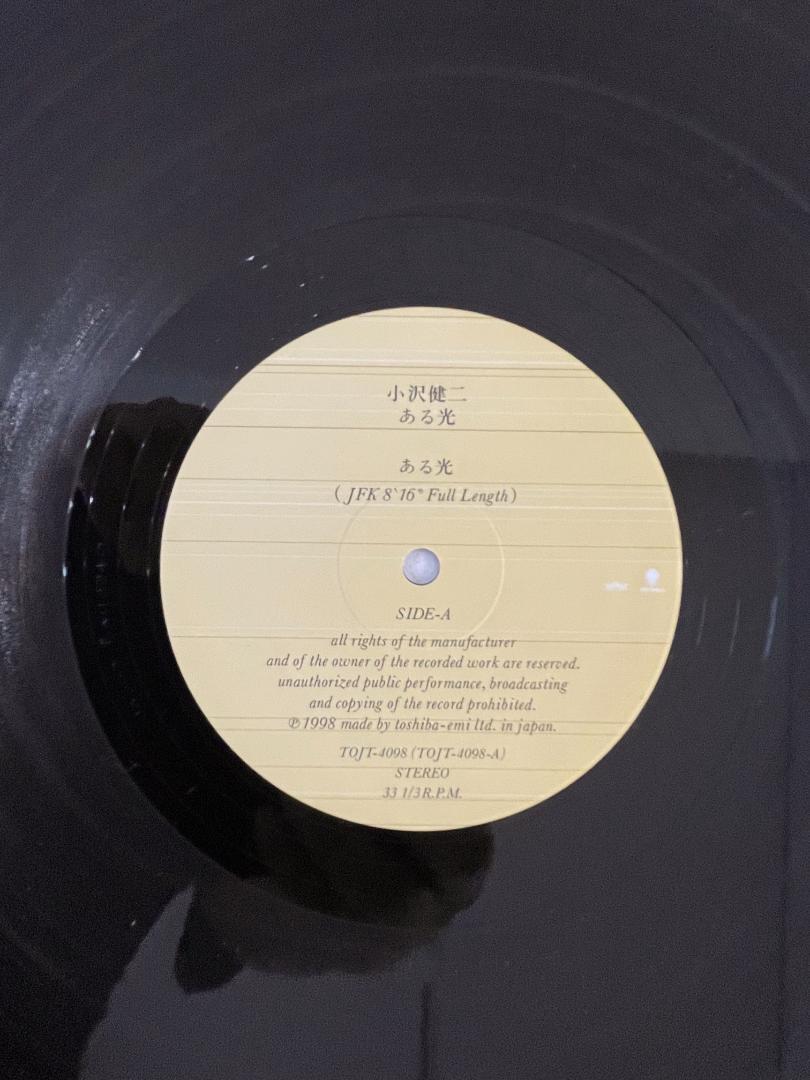 小沢健二
ある光
ある光
(JFK 8`16" Full Length)
SIDE-A
all rights of the manufacturer
and of the owner of the recorded work are reserved.
unauthorized public performance, broadcasting
and copying of the record prohibited.
℗1998 made by toshiba-emi ltd. in japan.
TOJT-4098 (TOJT-4098-A)
STEREO
33 1/3 R.P.M.